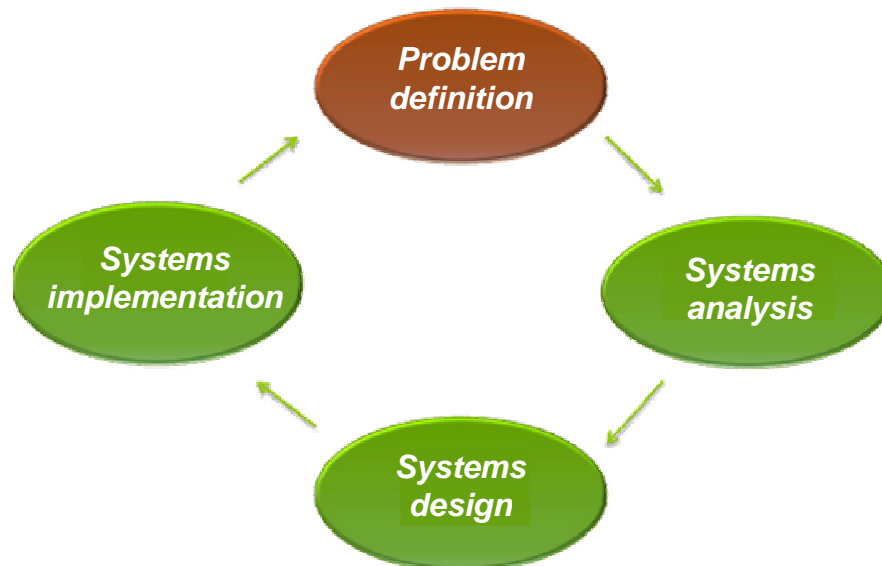 Problem
definition
Systems
implementation
Systems
analysis
Systems
design